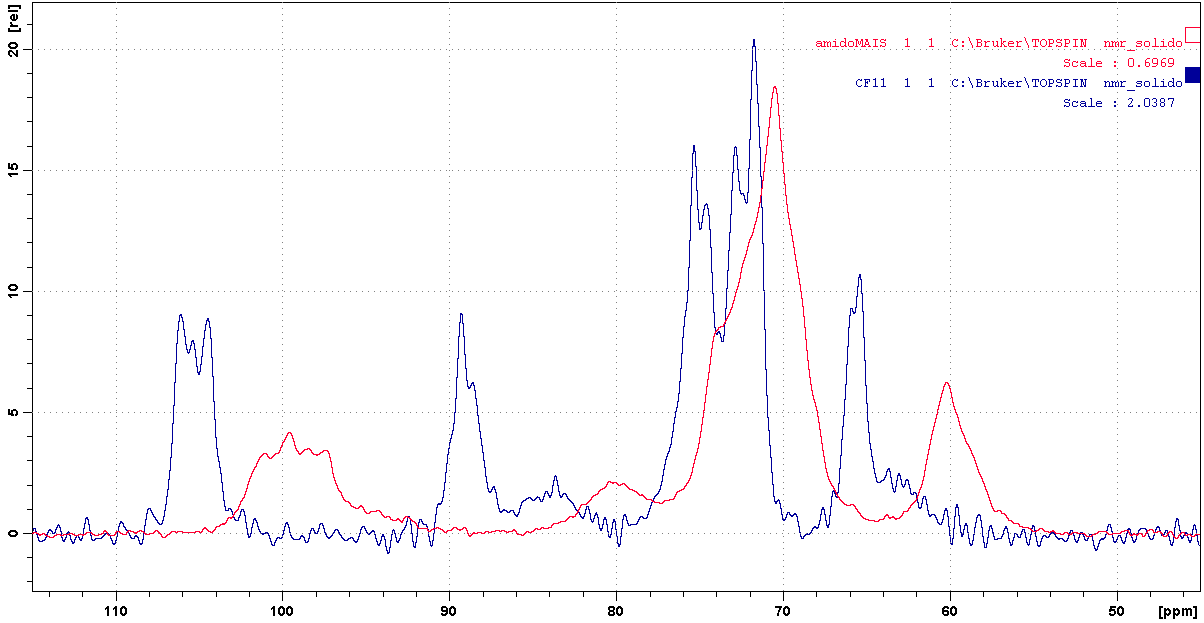 [rel]
amidoMAIS 1 1 C:\Bruker\TOPSPIN nmr_solido
Scale : 0.6969
CF11 1 1 C:\Bruker\TOPSPIN nmr_solido
Scale : 2.0387
20
15
10
5
0
110 100 90 80 70 60 50 [ppm]